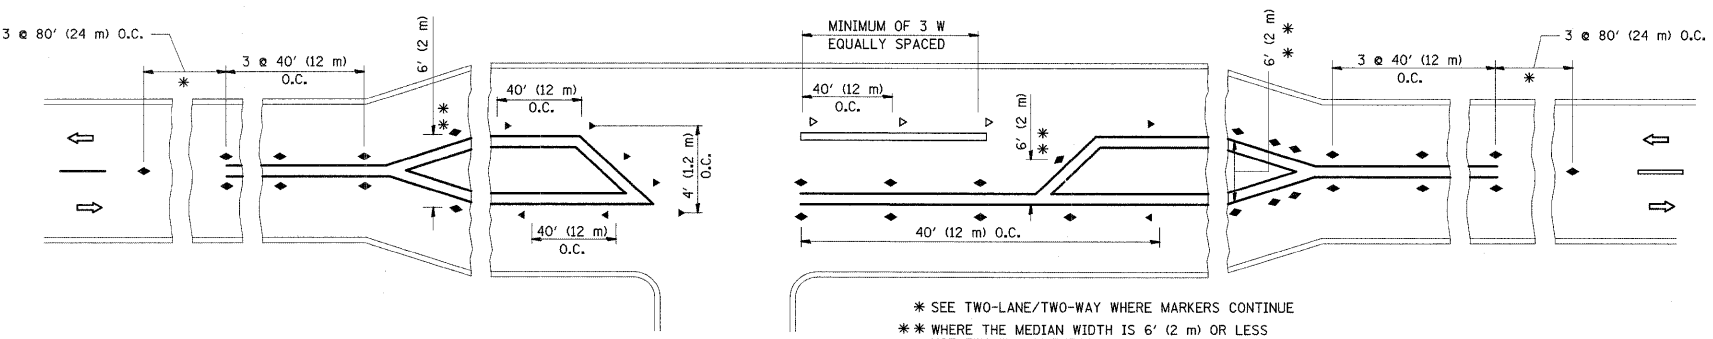 3 @ 80' (24 m) O.C.
*
3 @ 40' (12 m)
O.C.
6' (2 m)
* *
40' (12 m)
O.C.
4' (1.2 m)
O.C.
40' (12 m)
O.C.
MINIMUM OF 3 W
EQUALLY SPACED
40' (12 m)
O.C.
6' (2 m)
* *
40' (12 m) O.C.
6' (2 m)
* *
3 @ 40' (12 m)
O.C.
3 @ 80' (24 m) O.C.
*
* SEE TWO-LANE/TWO-WAY WHERE MARKERS CONTINUE
* * WHERE THE MEDIAN WIDTH IS 6' (2 m) OR LESS